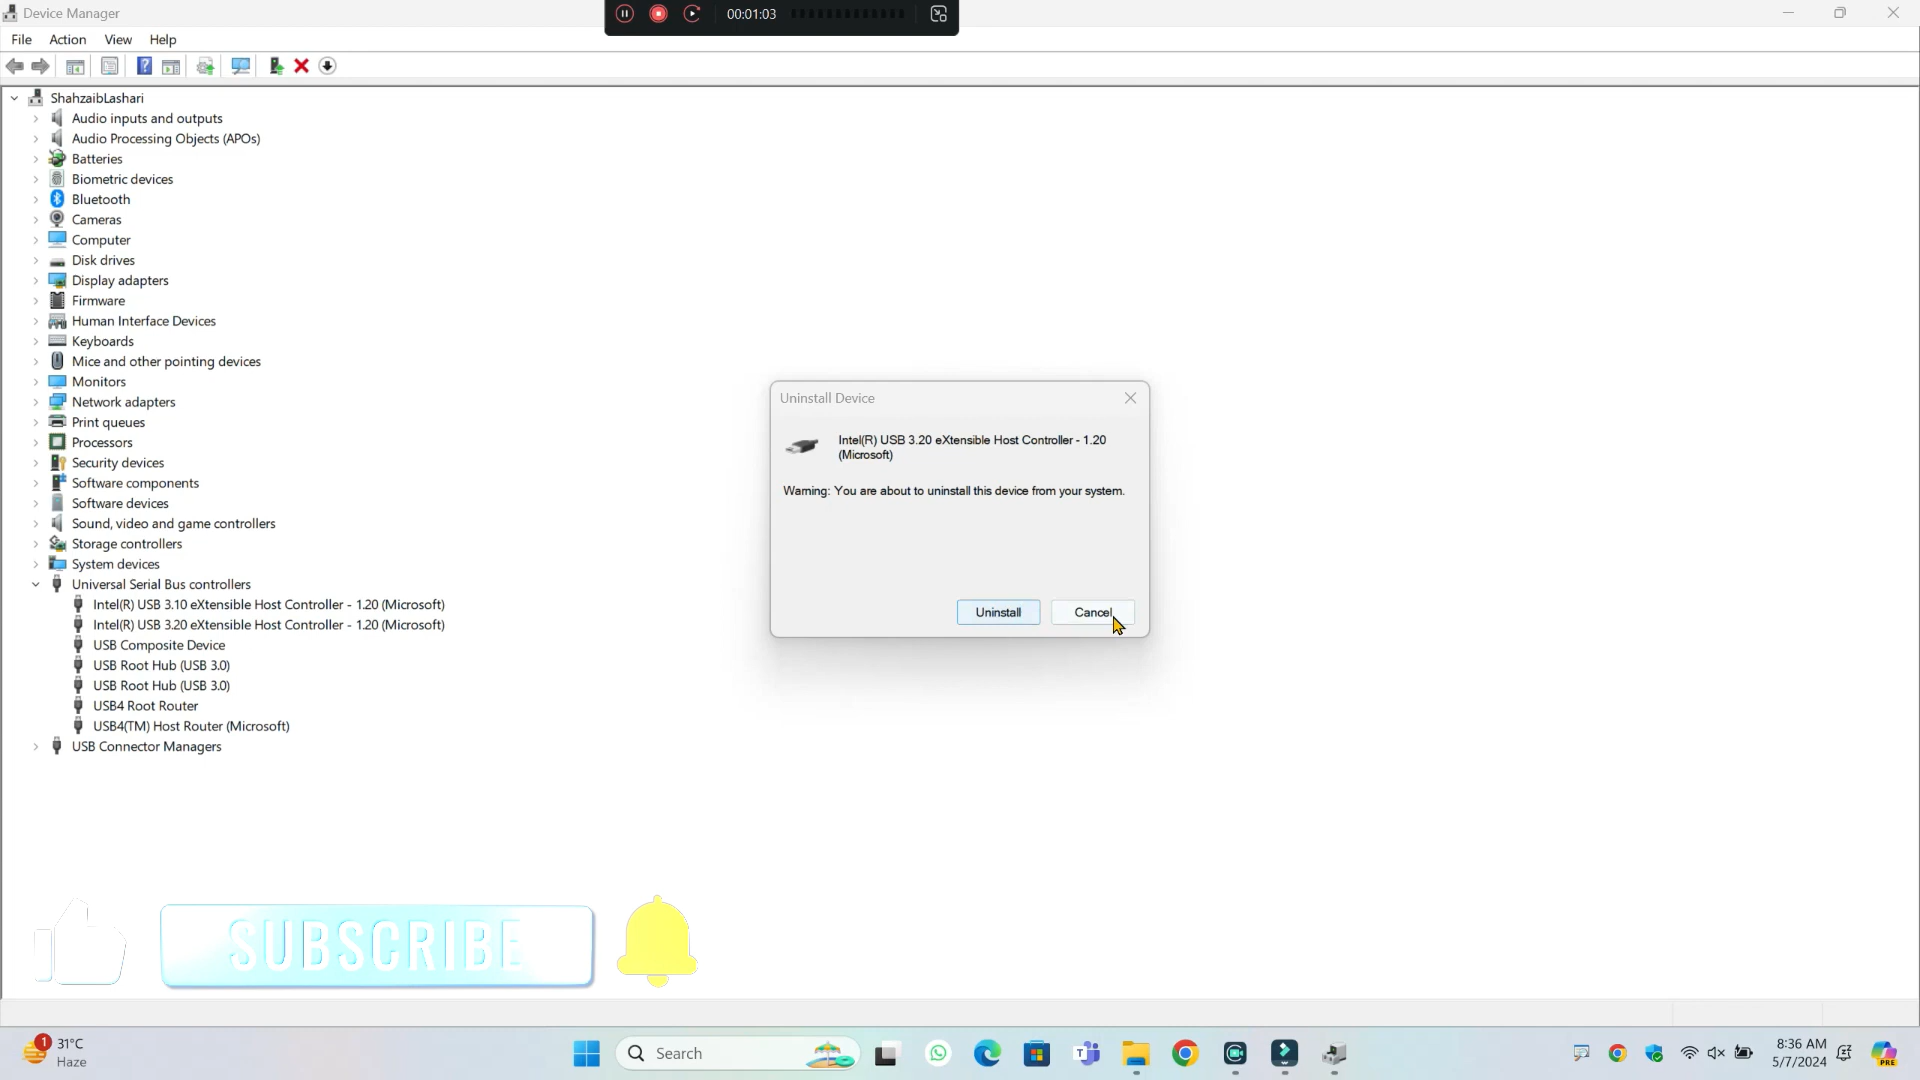 Device Manager
00:01:03
File Action View Help
ShahzaibLashari
Audio inputs and outputs
Audio Processing Objects (APOs)
Batteries
Biometric devices
Bluetooth
Cameras
Computer
Disk drives
Display adapters
Firmware
Human Interface Devices
Keyboards
Mice and other pointing devices
Monitors
Network adapters
Print queues
Processors
Security devices
Software components
Software devices
Sound, video and game controllers
Storage controllers
System devices
Universal Serial Bus controllers
Intel(R) USB 3.10 eXtensible Host Controller - 1.20 (Microsoft)
Intel(R) USB 3.20 eXtensible Host Controller - 1.20 (Microsoft)
USB Composite Device
USB Root Hub (USB 3.0)
USB Root Hub (USB 3.0)
USB4 Root Router
USB4(TM) Host Router (Microsoft)
USB Connector Managers
Uninstall Device
Intel(R) USB 3.20 eXtensible Host Controller - 1.20
(Microsoft)
Warning: You are about to uninstall this device from your system.
Uninstall Cancel
SUBSCRIBE
1
31°C
Haze
Search
8:36 AM
5/7/2024
PRE